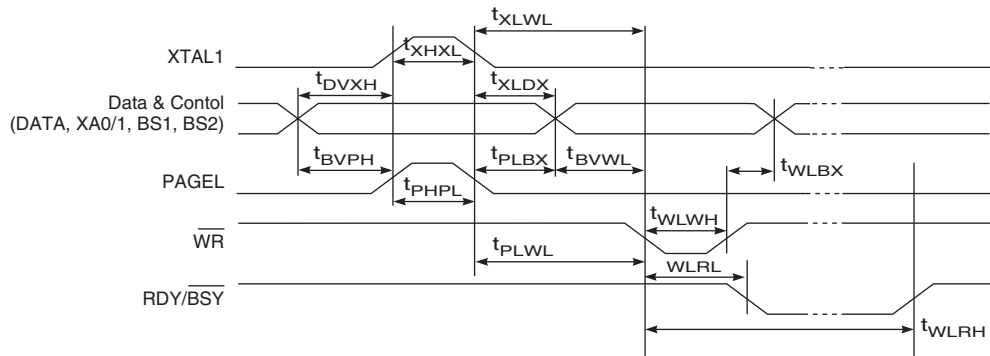 tXLWL
XTAL1
tXHXL
tDVXH
tXLDX
Data & Contol
(DATA, XA0/1, BS1, BS2)
tBVPH
tPLBX
tBVWL
tWLBX
PAGEL
tPHPL
tWLWH
WR
tPLWL
WLRL
RDY/BSY
tWLRH